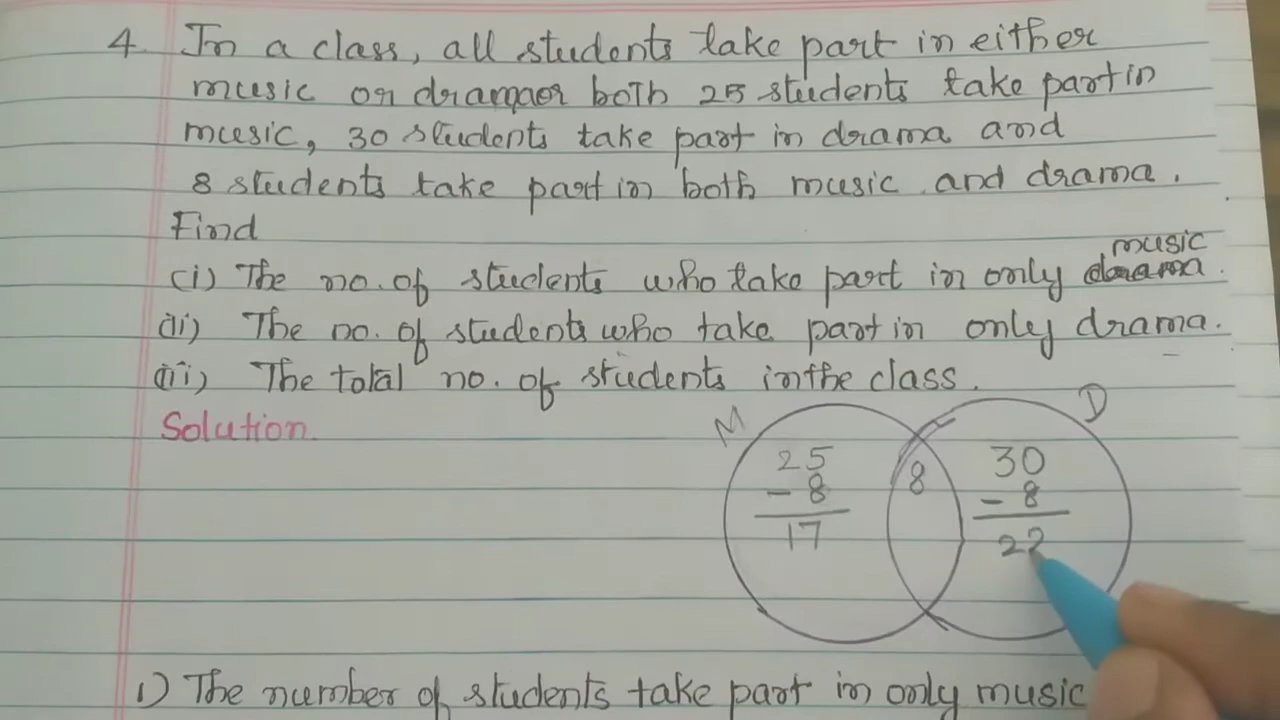 4. In a class, all students take part in either
music or drama or both 25 students take part in
music, 30 students take part in drama and
8 students take part in both music and drama.
Find
(i) The no. of students who take part in only drama. music
(ii) The no. of students who take part in only drama.
(iii) The total no. of students in the class.
Solution
M D
25 8 30
- 8 - 8
17 22
1) The number of students take part in only music